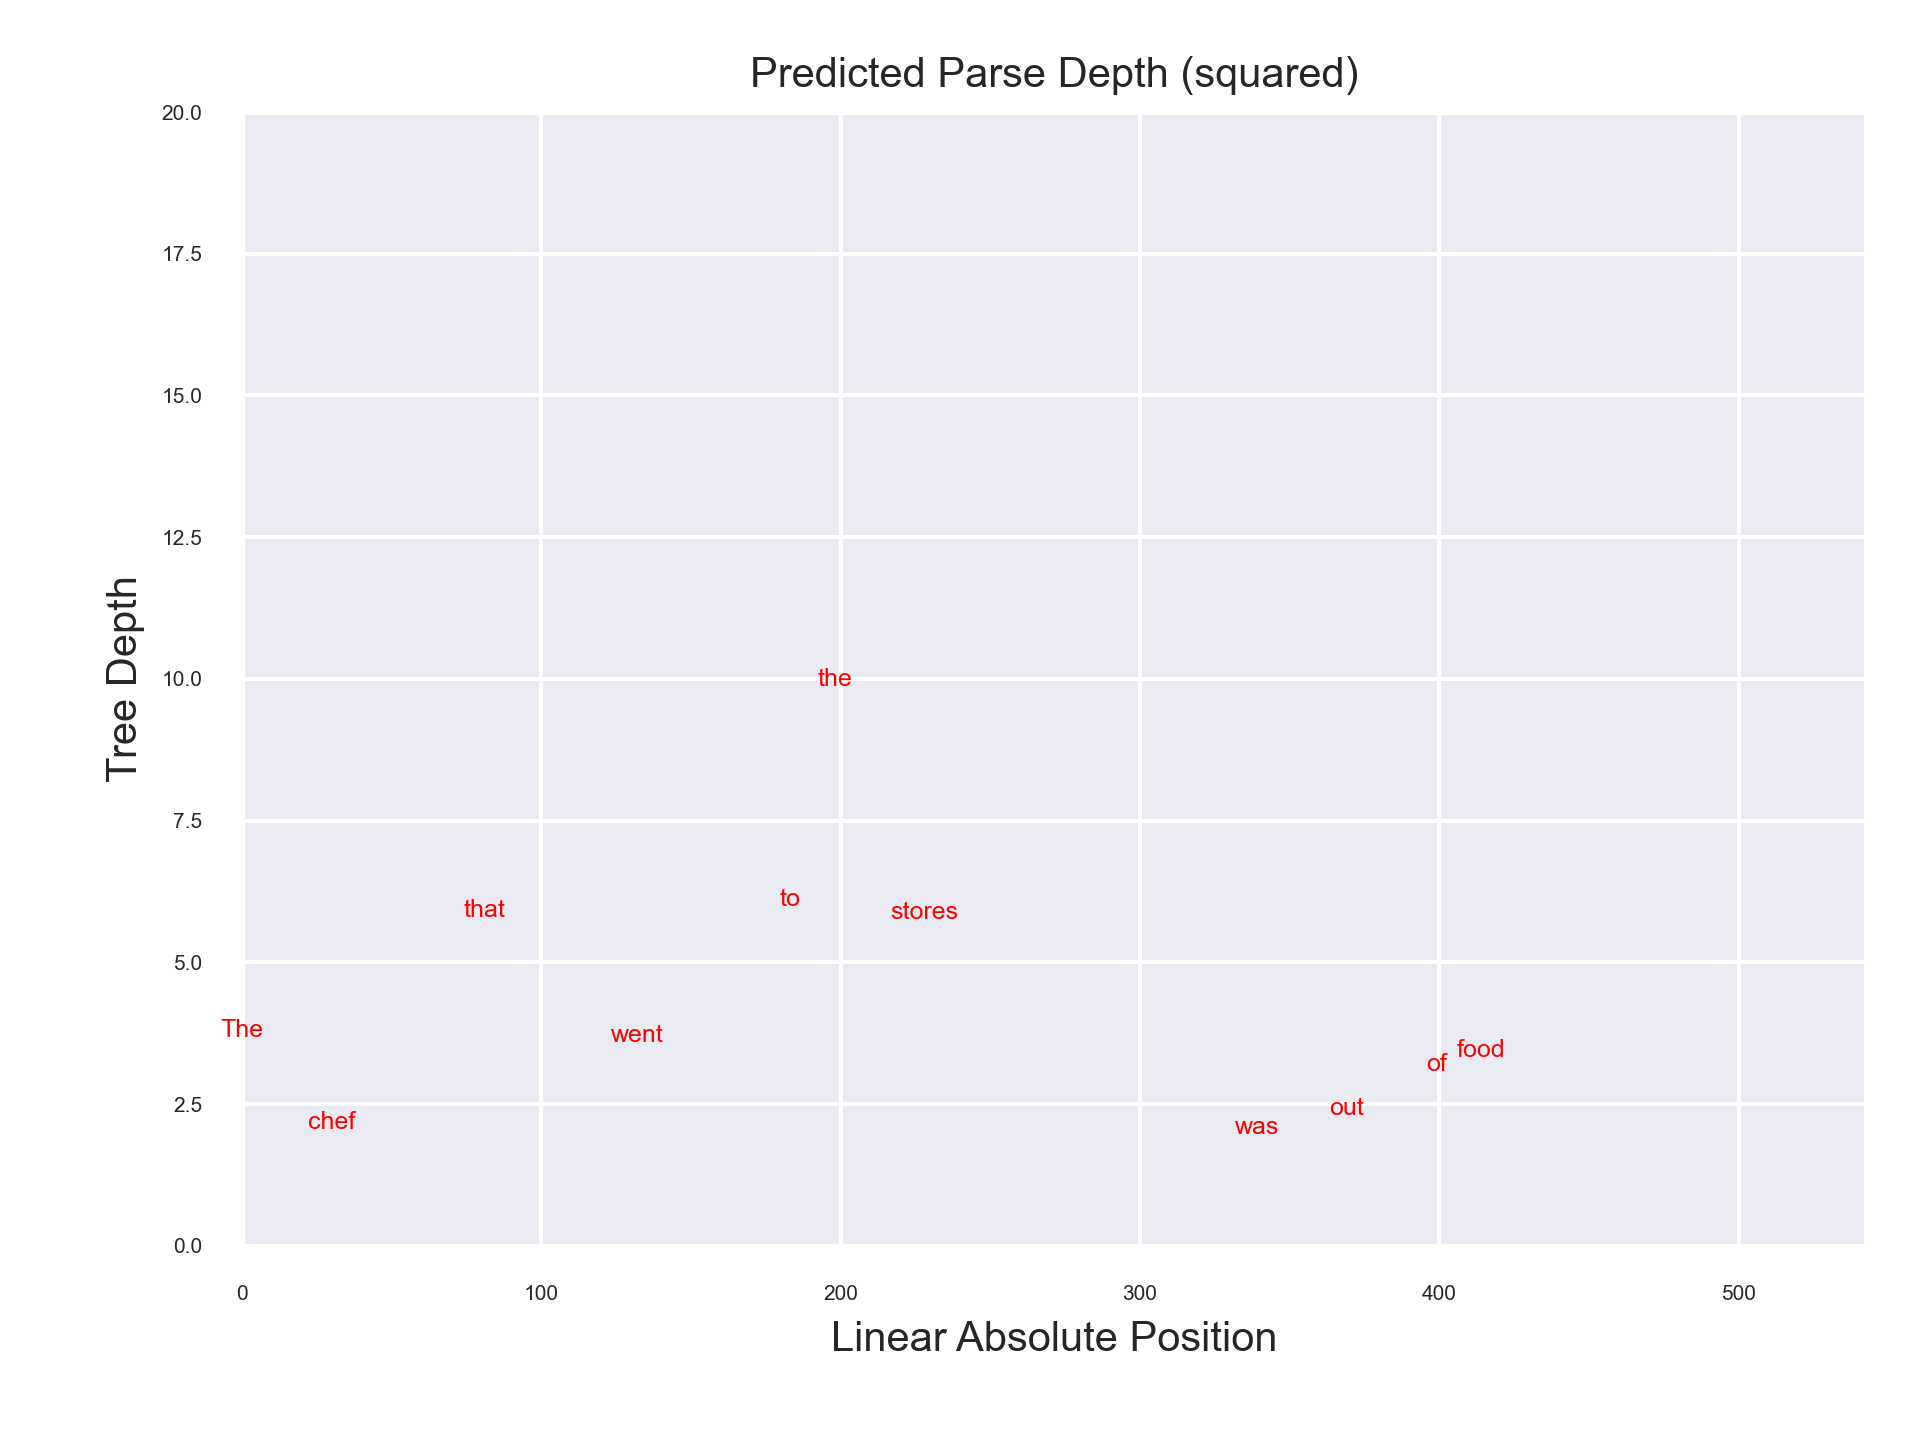 Predicted Parse Depth (squared)
20.0
17.5
15.0
12.5
10.0
7.5
5.0
2.5
0.0
Tree Depth
the
that
to
stores
The
went
of
food
chef
was
out
0 100 200 300 400 500
Linear Absolute Position